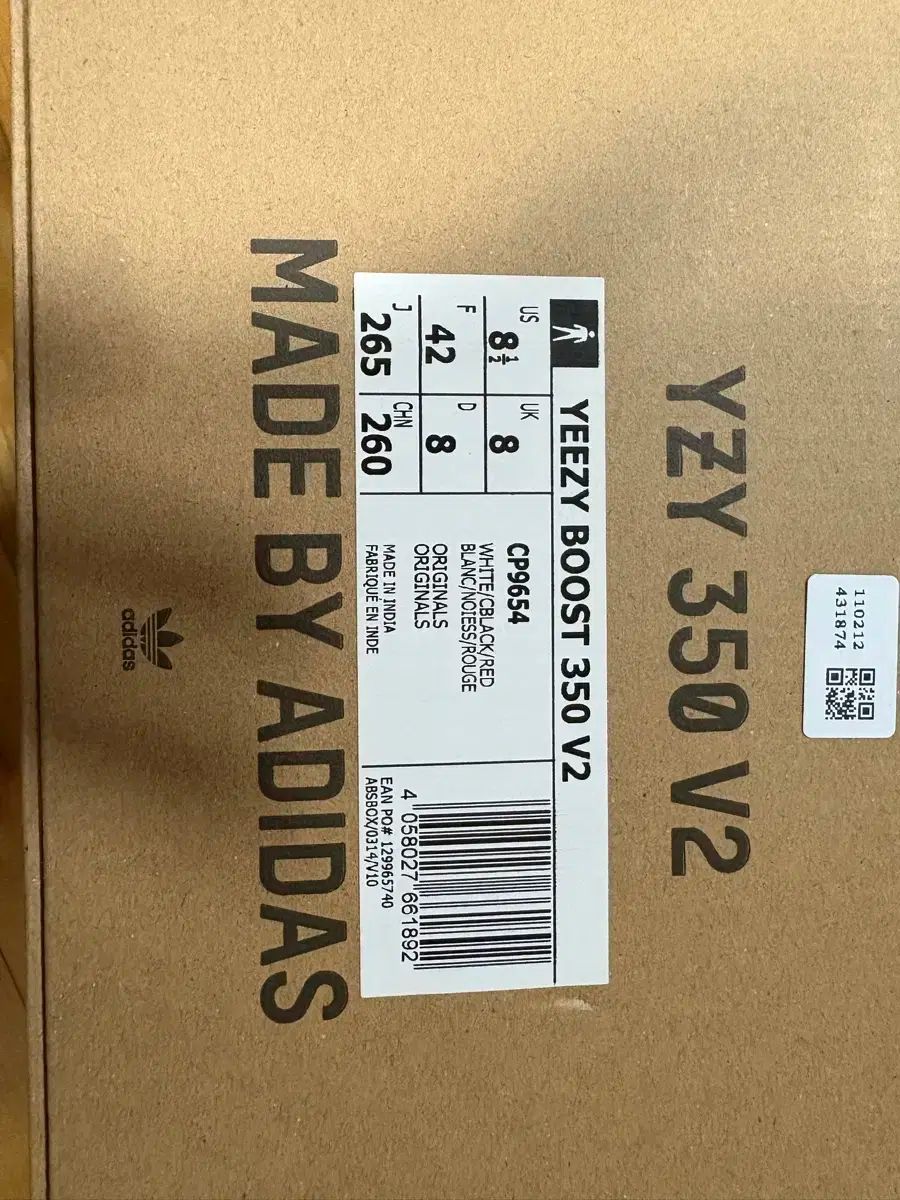 YZY 350 V2
110212
431874
YEEZY BOOST 350 V2
US
8½
UK
8
F
42
D
8
J
265
CHN
260
CP9654
WHITE/CBLACK/RED
BLANC/NOIESS/ROUGE
ORIGINALS
ORIGINALS
MADE IN INDIA
FABRIQUÉ EN INDE
4 058027 661892
EAN PO# 129965740
ABSBOX/0314/V10
MADE BY ADIDAS
adidas